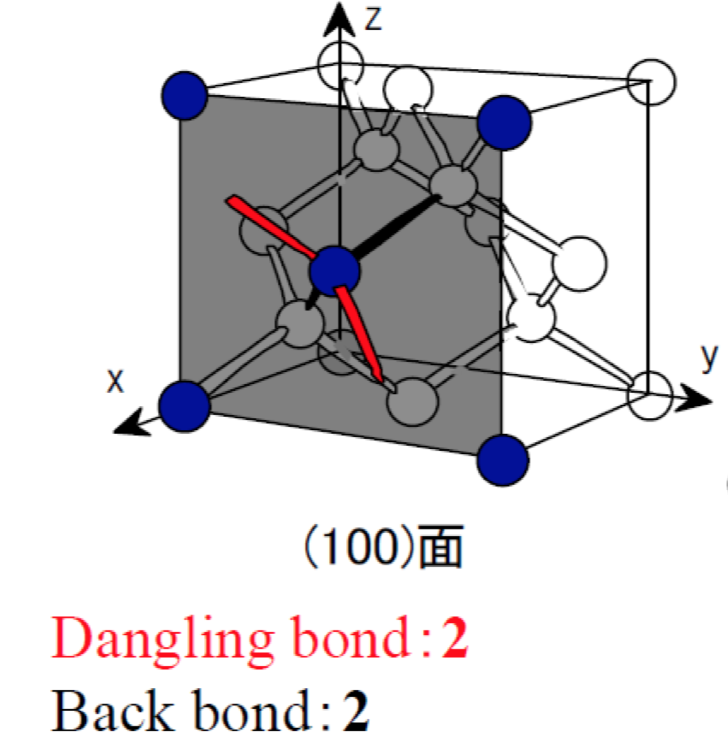 z
y
x
(100)面
Dangling bond:2
Back bond:2